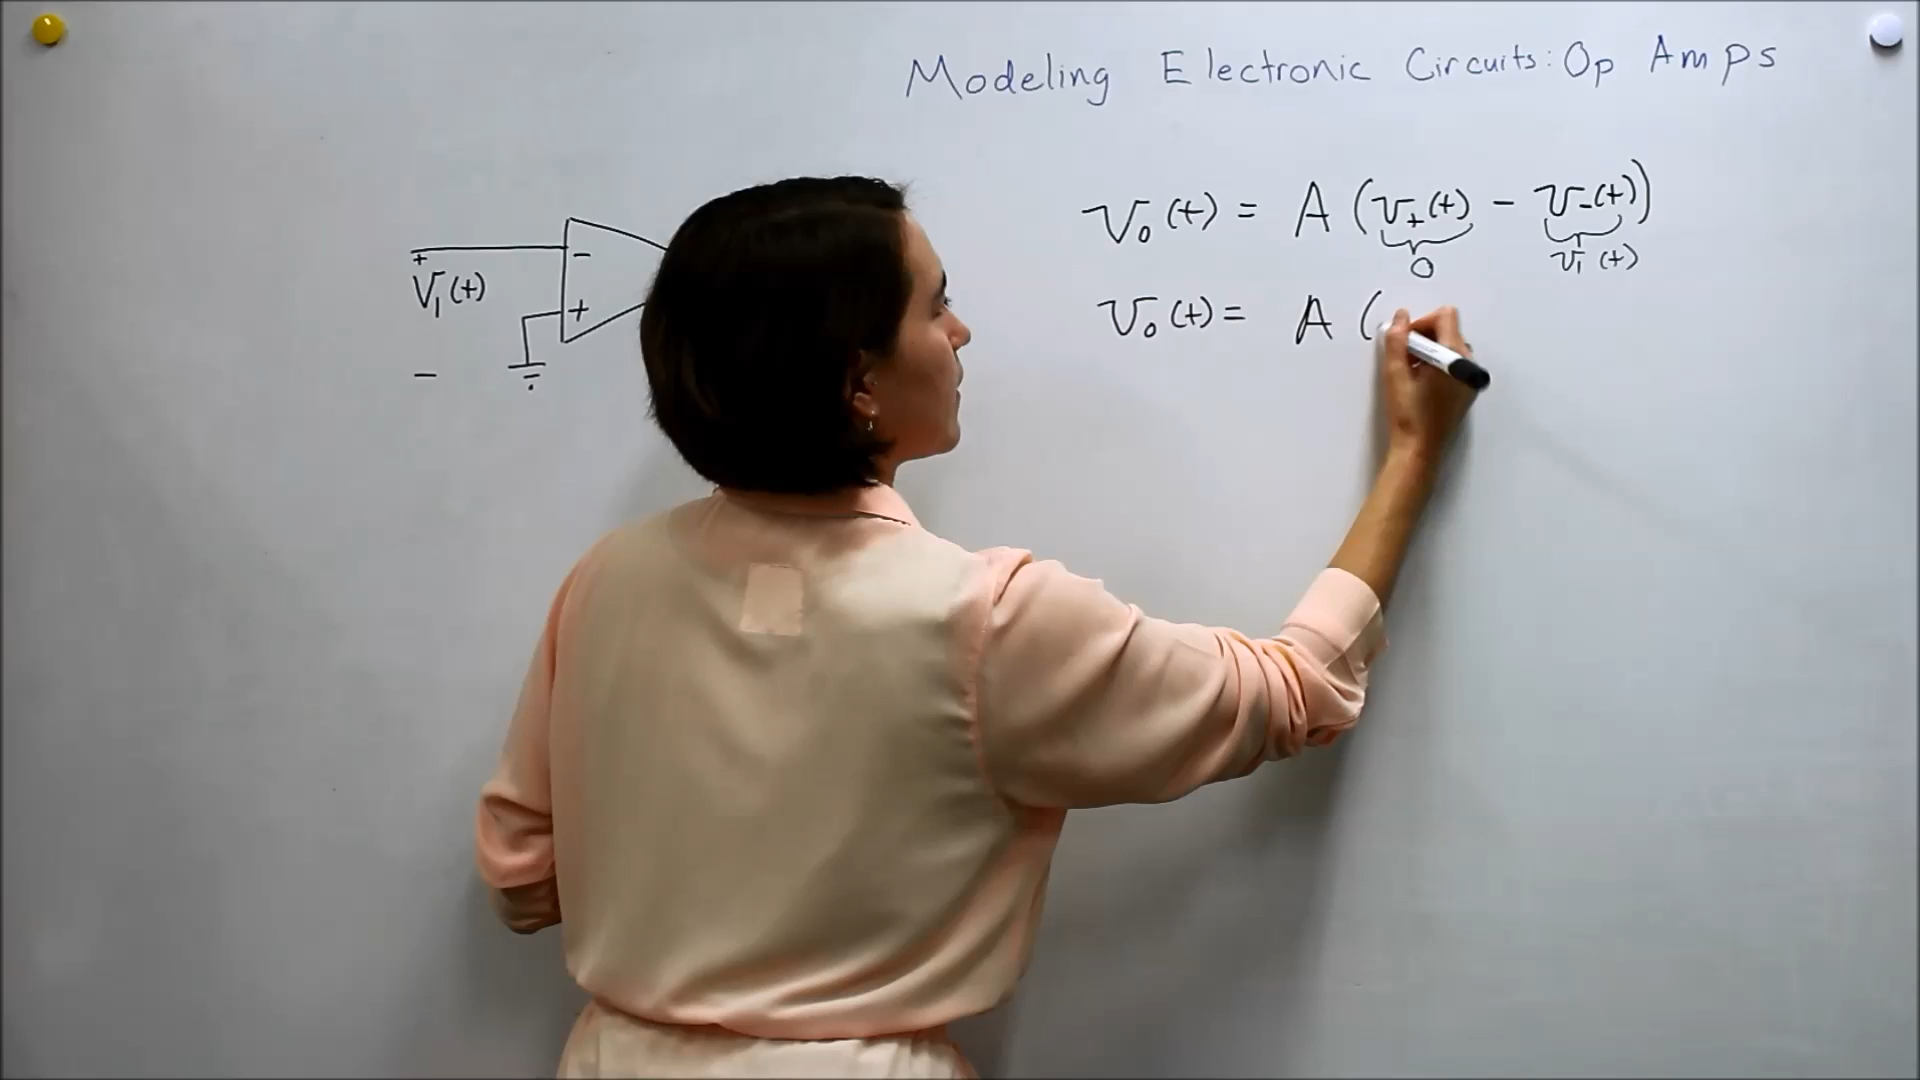 Modeling Electronic Circuits: Op Amps
v₀(t) = A (v₊(t) - v₋(t))
0 v₁(t)
v₀(t) = A (
-
+
v₁(t)
+
-